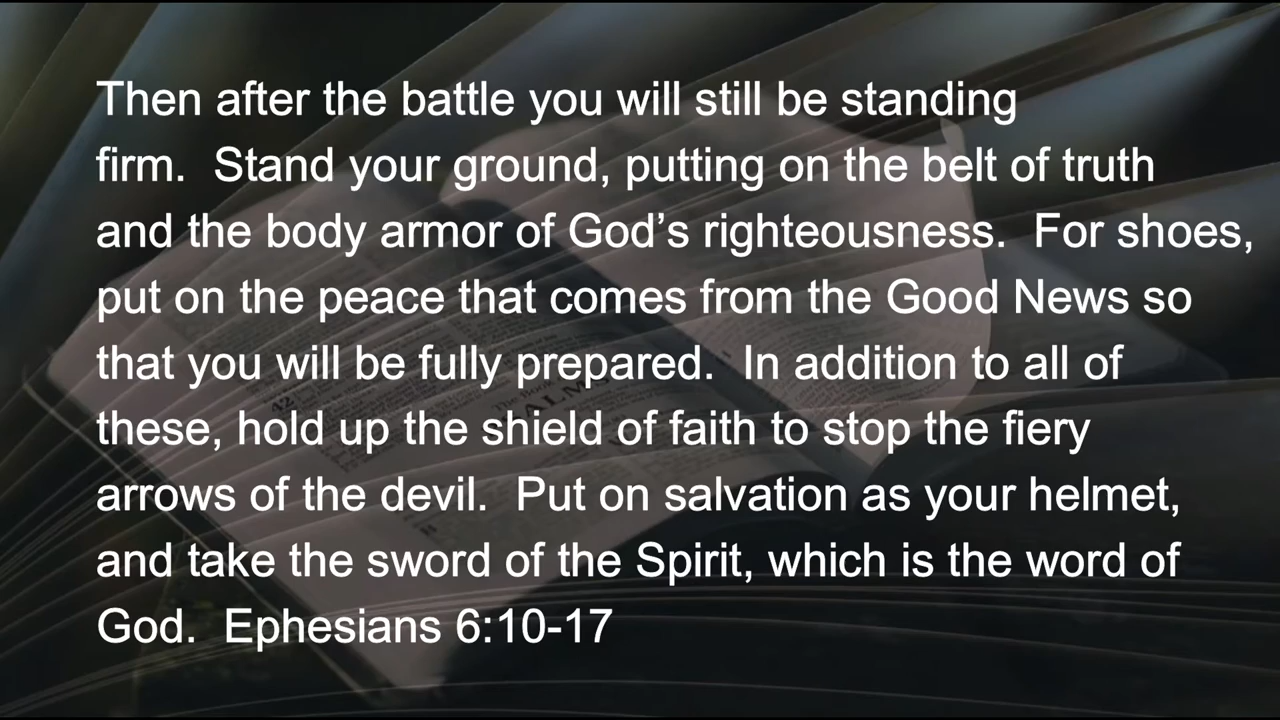 Then after the battle you will still be standing
firm.  Stand your ground, putting on the belt of truth
and the body armor of God’s righteousness.  For shoes,
put on the peace that comes from the Good News so
that you will be fully prepared.  In addition to all of
these, hold up the shield of faith to stop the fiery
arrows of the devil.  Put on salvation as your helmet,
and take the sword of the Spirit, which is the word of
God.  Ephesians 6:10-17